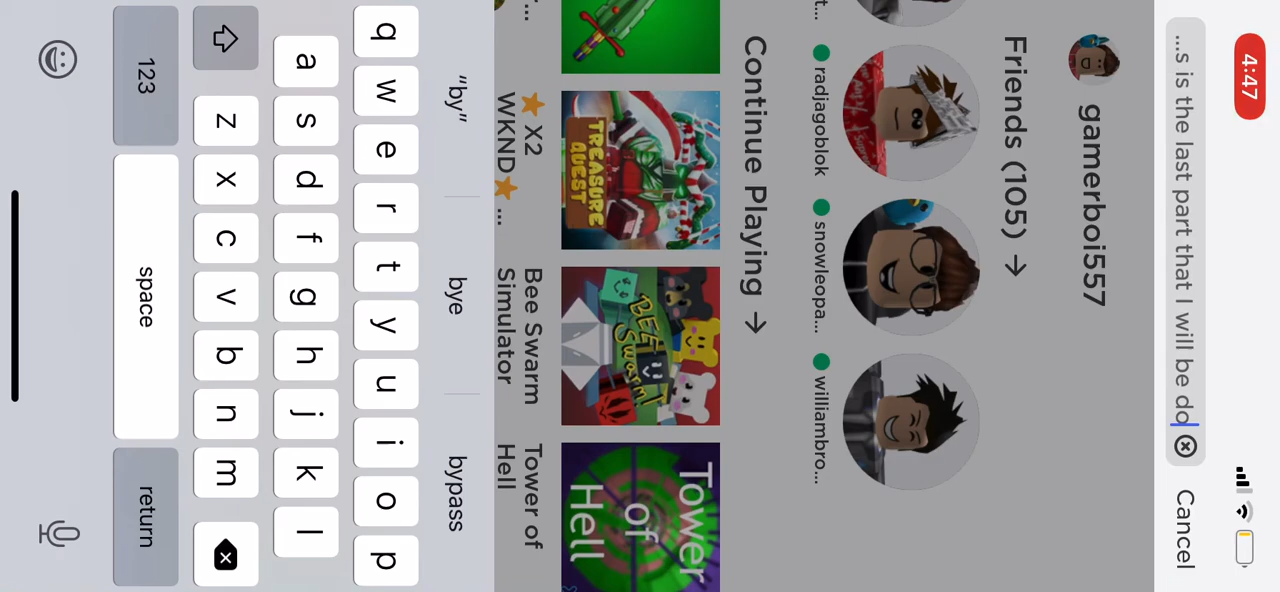 4:47
...s is the last part that I will be do
Cancel
gamerboi557
Friends (105) →
t...
radjagoblok
snowleopa...
williambro...
Continue Playing →
TREASURE QUEST
BEE Swarm!
Tower of Hell
...
⭐ X2 WKND⭐ ...
Bee Swarm Simulator
Tower of Hell
"by" bye bypass
q w e r t y u i o p
a s d f g h j k l
z x c v b n m
123 space return